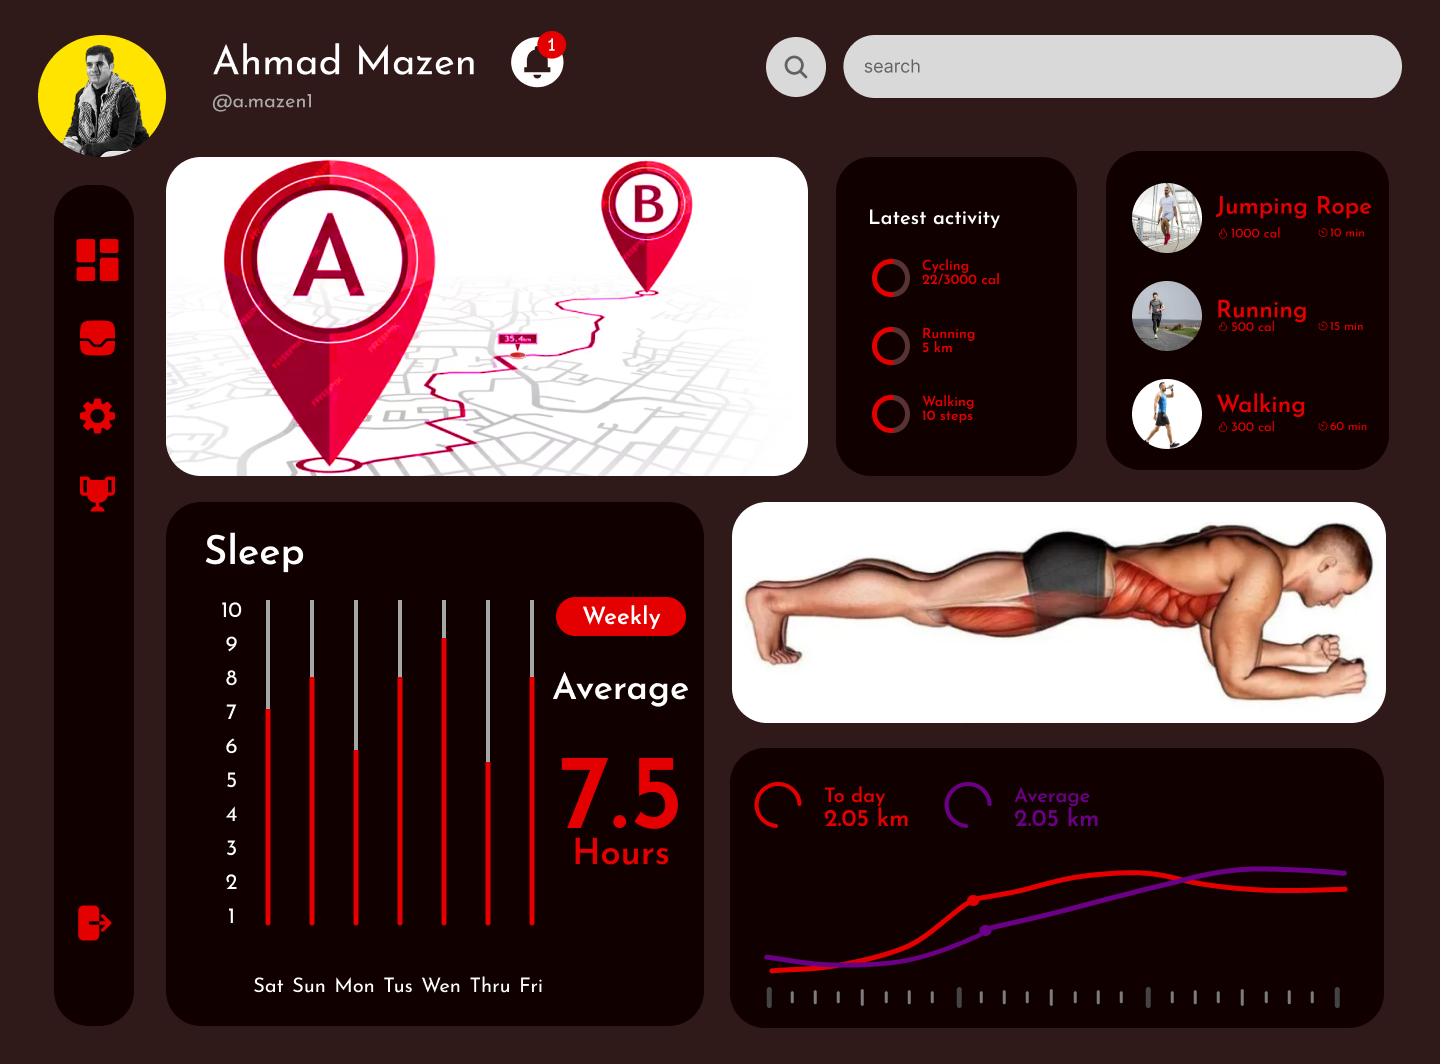 Ahmad Mazen
1
@a.mazen1
search
A
B
35.4km
Latest activity
Cycling
22/3000 cal
Running
5 km
Walking
10 steps
Jumping Rope
1000 cal
10 min
Running
500 cal
15 min
Walking
300 cal
60 min
Sleep
10
9
8
7
6
5
4
3
2
1
Sat Sun Mon Tus Wen Thru Fri
Weekly
Average
7.5
Hours
To day
2.05 km
Average
2.05 km